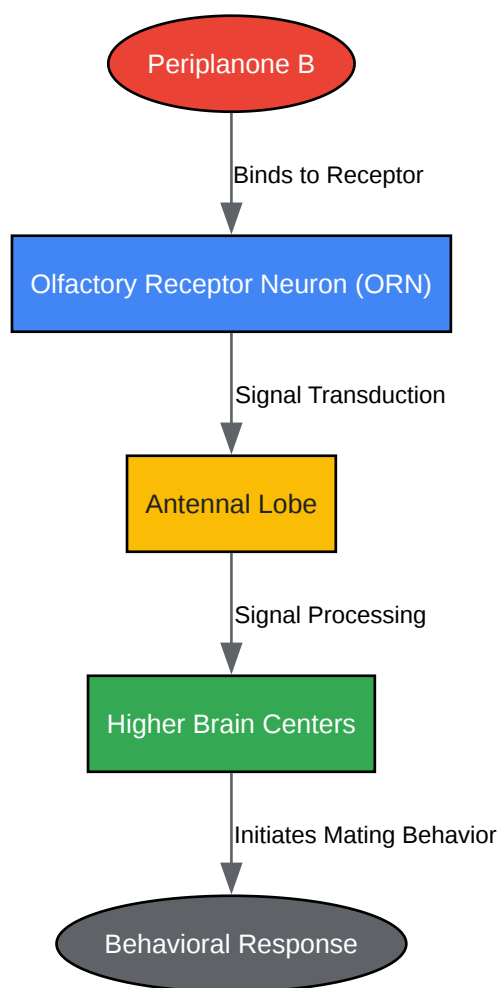 Periplanone B
Binds to Receptor
Olfactory Receptor Neuron (ORN)
Signal Transduction
Antennal Lobe
Signal Processing
Higher Brain Centers
Initiates Mating Behavior
Behavioral Response